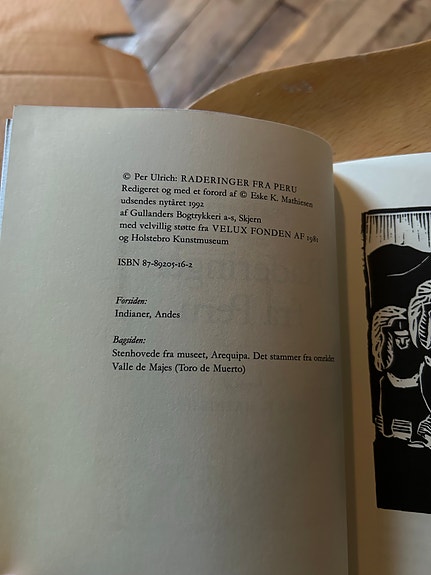 © Per Ulrich: RADERINGER FRA PERU
Redigeret og med et forord af © Eske K. Mathiesen
udsendes nytåret 1992
af Gullanders Bogtrykkeri a-s, Skjern
med velvillig støtte fra VELUX FONDEN AF 1981
og Holstebro Kunstmuseum
ISBN 87-89205-16-2
Forsiden:
Indianer, Andes
Bagsiden:
Stenhovede fra museet, Arequipa. Det stammer fra området
Valle de Majes (Toro de Muerto)